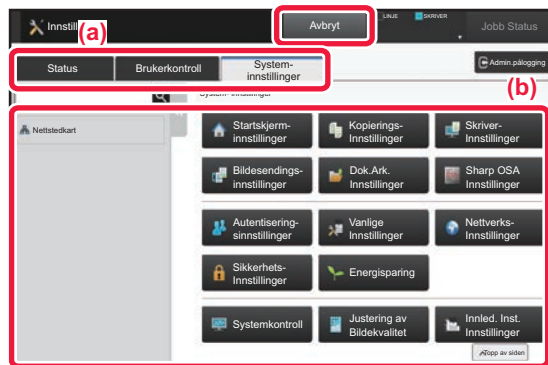 Innstill
(a)
Avbryt
LINJE
SKRIVER
Jobb Status
Status
Brukerkontroll
System-
innstillinger
Admin.pålogging
(b)
Nettstedkart
Startskjerm-
innstillinger
Kopierings-
Innstillinger
Skriver-
Innstillinger
Bildesendings-
innstillinger
Dok.Ark.
Innstillinger
Sharp OSA
Innstillinger
Autentisering-
sinnstillinger
Vanlige
Innstillinger
Nettverks-
Innstillinger
Sikkerhets-
Innstillinger
Energisparing
Systemkontroll
Justering av
Bildekvalitet
Innled. Inst.
Innstillinger
Topp av siden